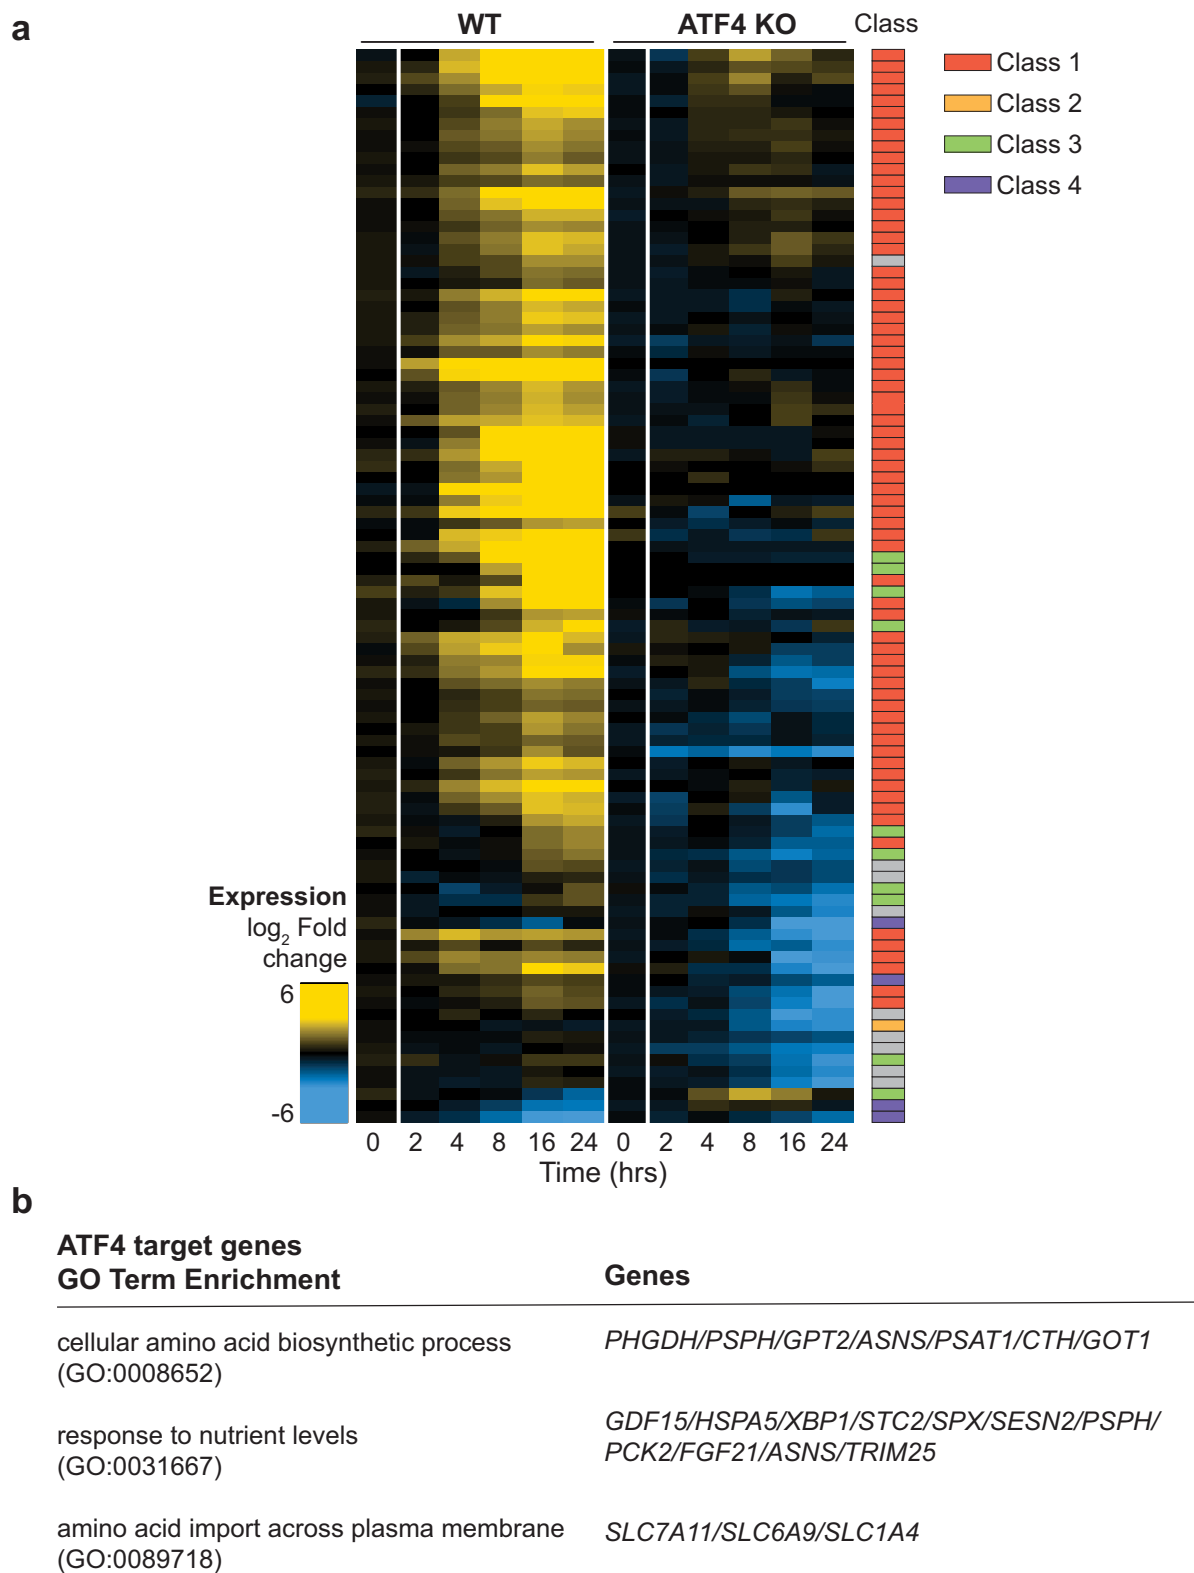 a
WT
ATF4 KO
Class
Class 1
Class 2
Class 3
Class 4
Expression
log2 Fold
change
6
-6
0 2 4 8 16 24 0 2 4 8 16 24
Time (hrs)
b
ATF4 target genes
GO Term Enrichment
Genes
cellular amino acid biosynthetic process
(GO:0008652)
PHGDH/PSPH/GPT2/ASNS/PSAT1/CTH/GOT1
response to nutrient levels
(GO:0031667)
GDF15/HSPA5/XBP1/STC2/SPX/SESN2/PSPH/
PCK2/FGF21/ASNS/TRIM25
amino acid import across plasma membrane
(GO:0089718)
SLC7A11/SLC6A9/SLC1A4